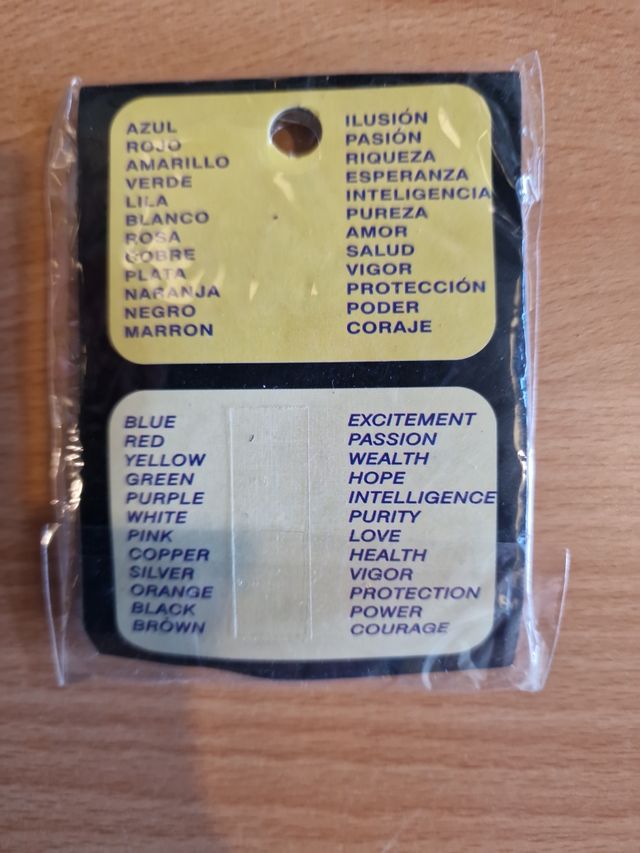 AZUL ILUSIÓN
ROJO PASIÓN
AMARILLO RIQUEZA
VERDE ESPERANZA
LILA INTELIGENCIA
BLANCO PUREZA
ROSA AMOR
COBRE SALUD
PLATA VIGOR
NARANJA PROTECCIÓN
NEGRO PODER
MARRON CORAJE
BLUE EXCITEMENT
RED PASSION
YELLOW WEALTH
GREEN HOPE
PURPLE INTELLIGENCE
WHITE PURITY
PINK LOVE
COPPER HEALTH
SILVER VIGOR
ORANGE PROTECTION
BLACK POWER
BROWN COURAGE